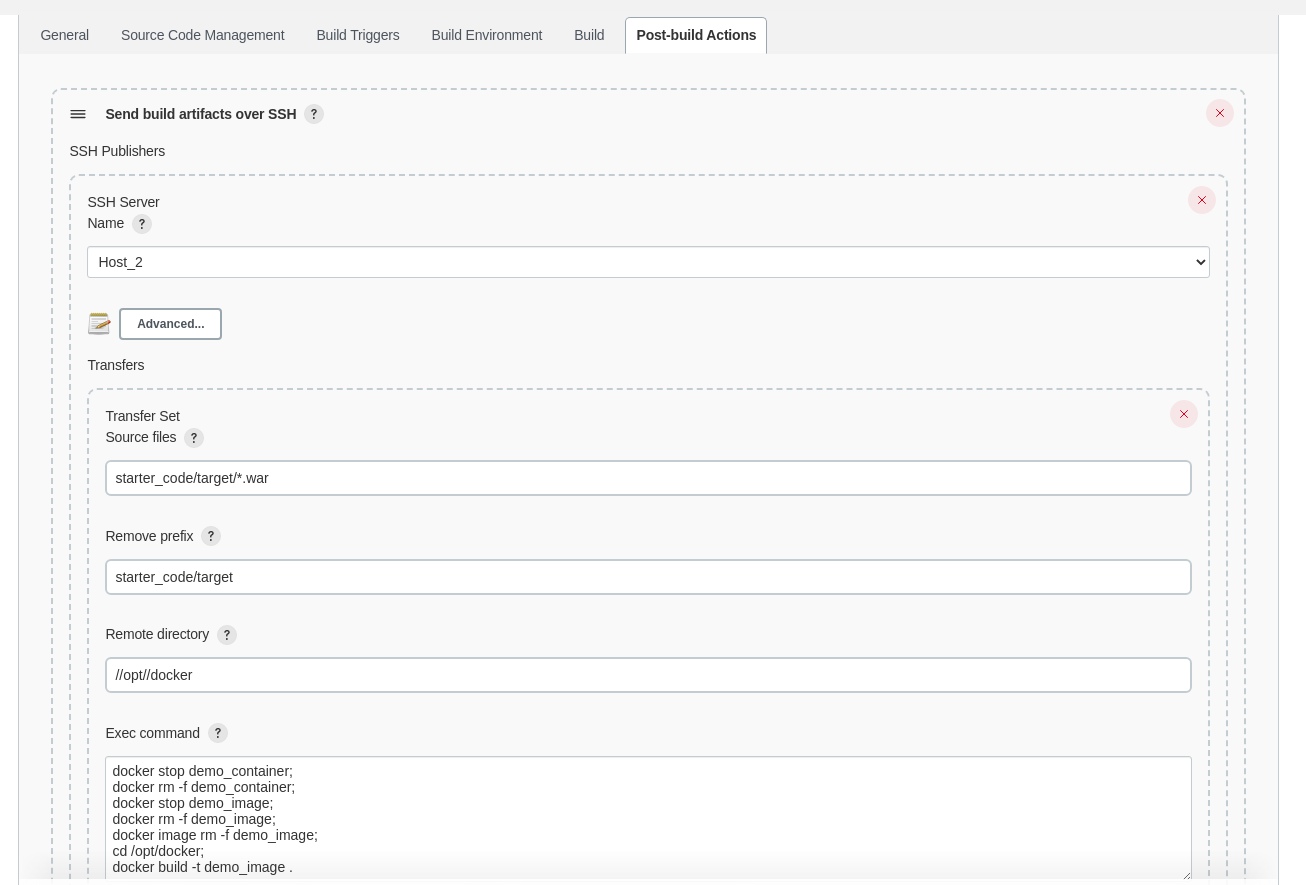 General Source Code Management Build Triggers Build Environment Build Post-build Actions
Send build artifacts over SSH ?
SSH Publishers
SSH Server
Name ?
Host_2
Advanced...
Transfers
Transfer Set
Source files ?
starter_code/target/*.war
Remove prefix ?
starter_code/target
Remote directory ?
//opt//docker
Exec command ?
docker stop demo_container;
docker rm -f demo_container;
docker stop demo_image;
docker rm -f demo_image;
docker image rm -f demo_image;
cd /opt/docker;
docker build -t demo_image .